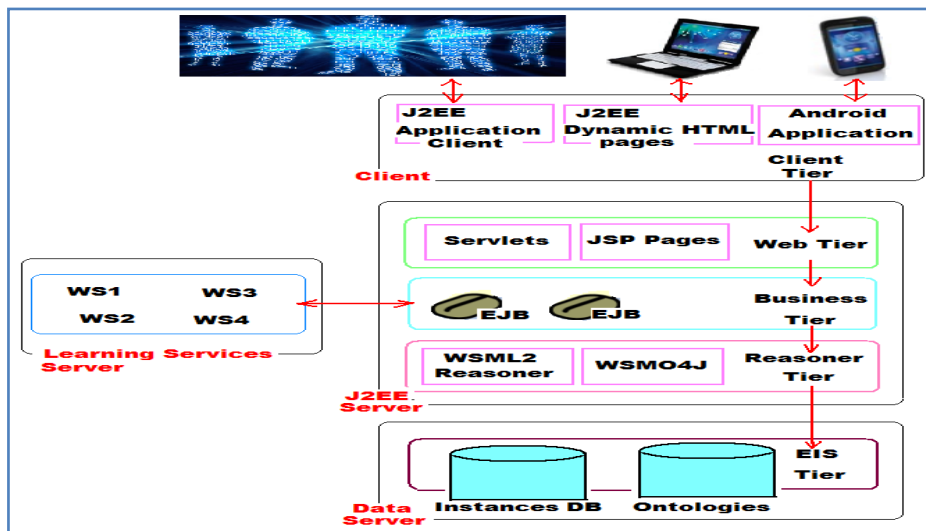 J2EE
Application
Client
J2EE
Dynamic HTML
pages
Android
Application
Client
Tier
Client
Servlets
JSP Pages
Web Tier
WS1
WS3
WS2
WS4
Learning Services
Server
EJB
EJB
Business
Tier
WSML2
Reasoner
WSMO4J
Reasoner
Tier
J2EE
Server
EIS
Tier
Instances DB
Ontologies
Data
Server